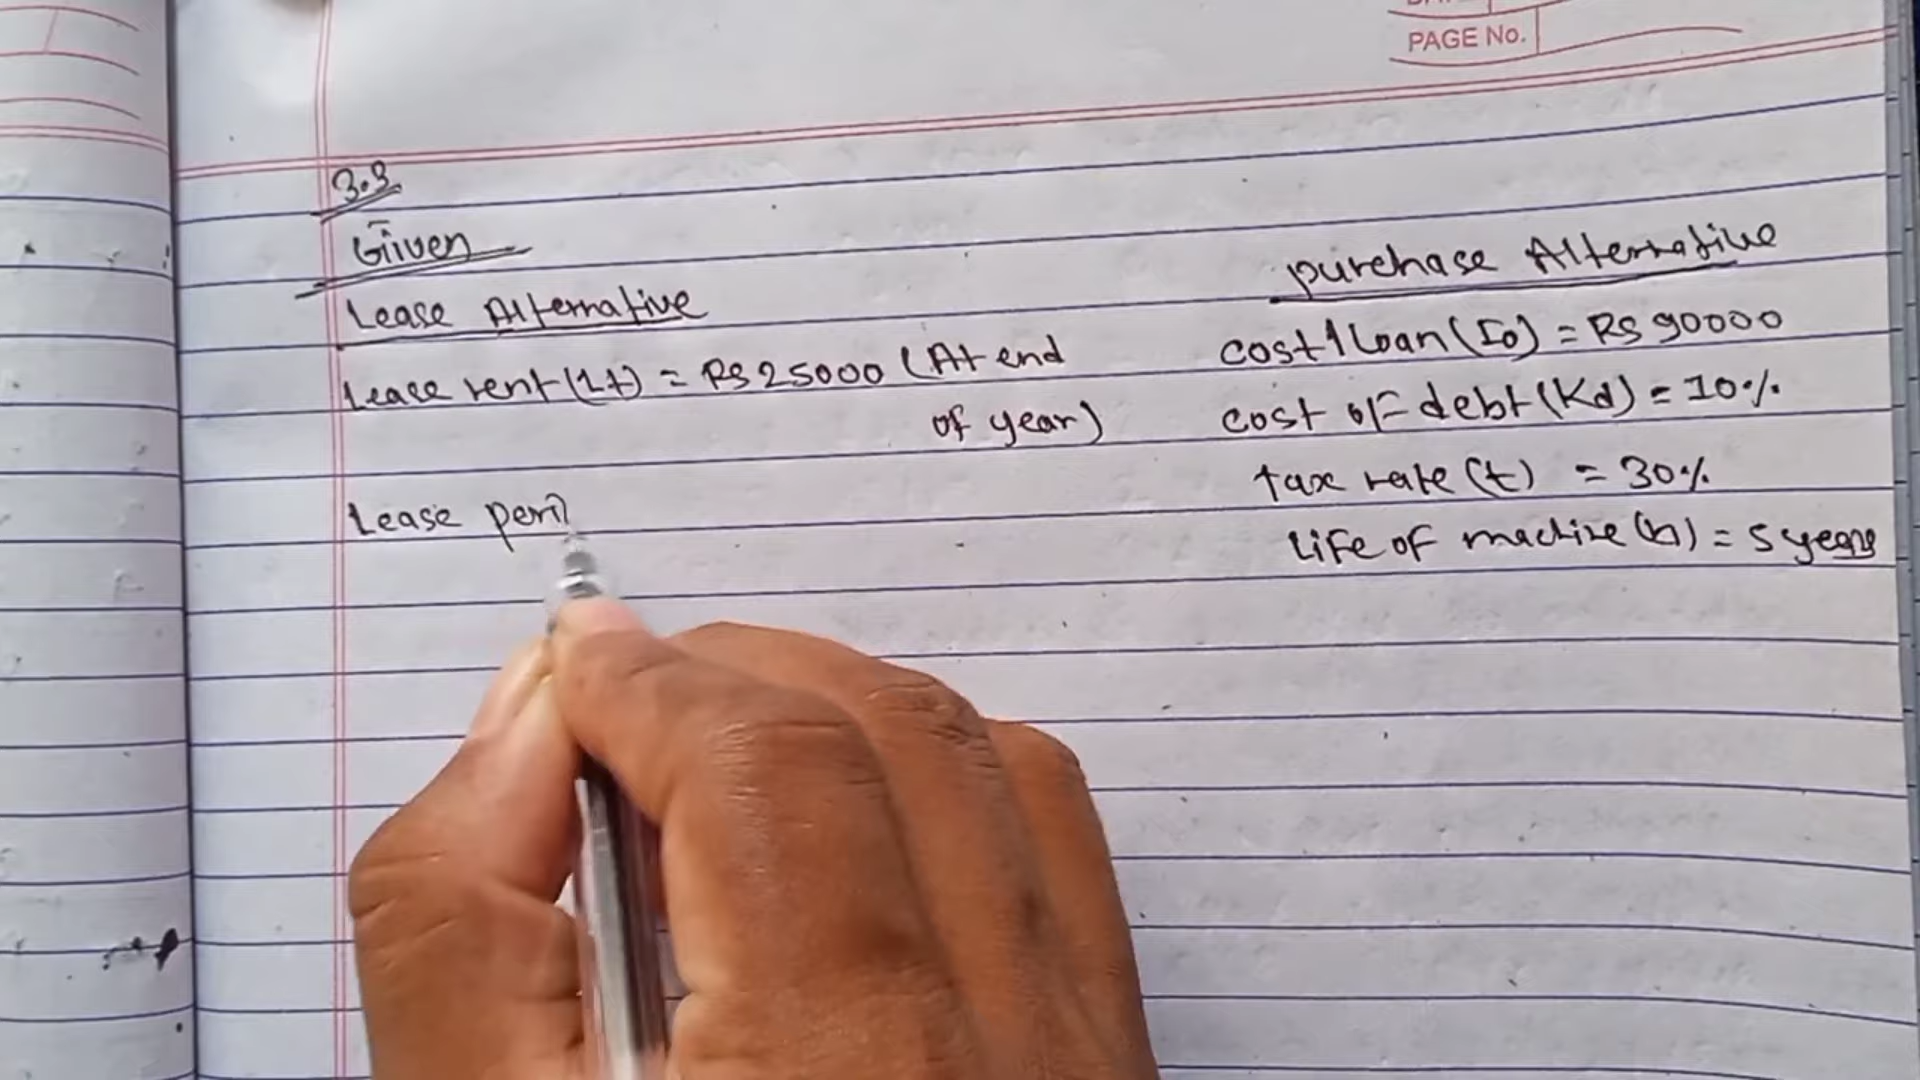 PAGE No.
3.3
Given
Lease Alternative
Lease rent (Lt) = RS 25000 (At end
of year)
Lease peri
purchase Alternative
cost/Loan (I0) = RS 90000
cost of debt (Kd) = 10%
tax rate (t) = 30%
Life of machine (n) = 5 years